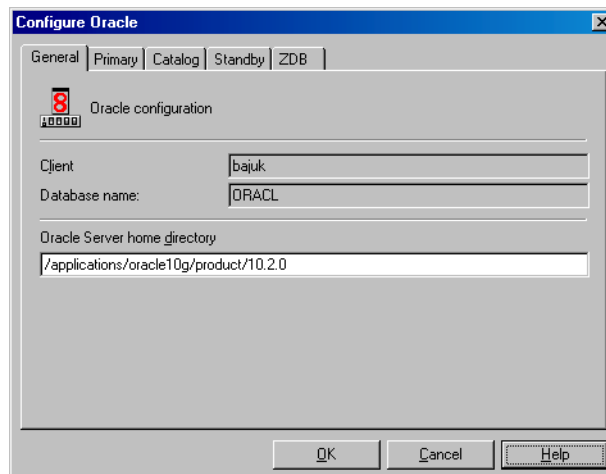 Configure Oracle
General Primary Catalog Standby ZDB
8
Oracle configuration
Client bajuk
Database name: ORACL
Oracle Server home directory
/applications/oracle10g/product/10.2.0
OK Cancel Help